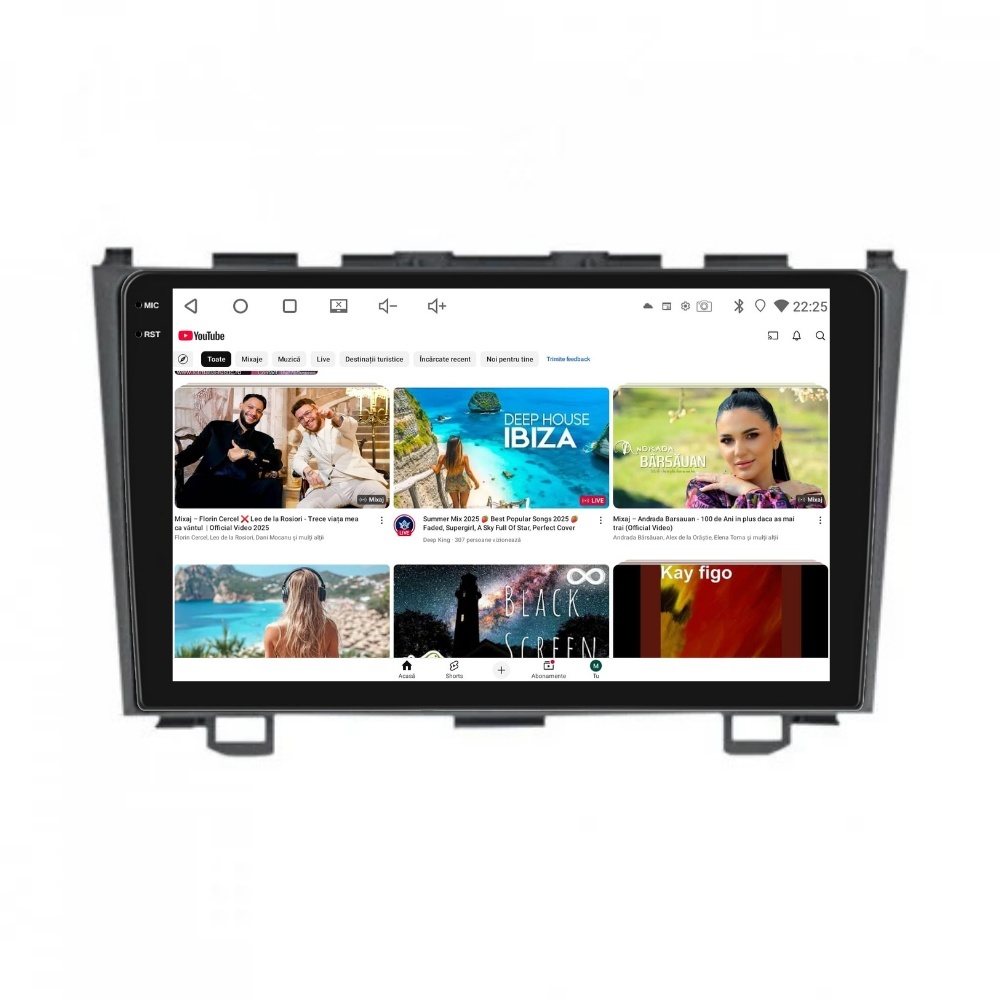 MIC
RST
22:25
YouTube
Toate
Mixaje
Muzică
Live
Destinații turistice
Încărcate recent
Noi pentru tine
Trimite feedback
Mixaj
DEEP HOUSE
IBIZA
LIVE
ANDRADA
BÂRSĂUAN
Mixaj
Mixaj – Florin Cercel ❌ Leo de la Rosiori - Trece viața mea
ca vântul | Official Video 2025
Florin Cercel, Leo de la Rosiori, Dani Mocanu și mulți alții
LIVE
Summer Mix 2025 🍓 Best Popular Songs 2025 🍓
Faded, Supergirl, A Sky Full Of Star, Perfect Cover
Deep King · 307 persoane vizionează
Mixaj – Andrada Barsauan - 100 de Ani in plus daca as mai
trai (Official Video)
Andrada Bârsăuan, Alex de la Orăștie, Elena Toma și mulți alții
BLACK
SCREEN
Kay figo
Acasă
Shorts
Abonamente
M
Tu